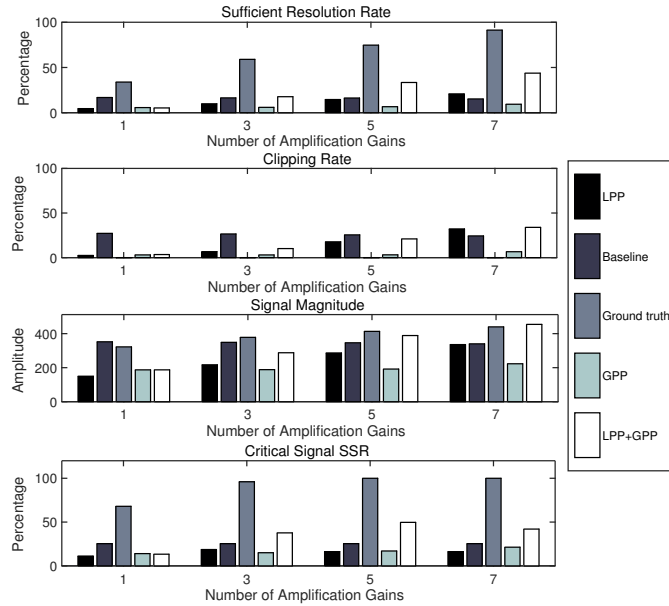 Sufficient Resolution Rate
100
50
0
Percentage
1 3 5 7
Number of Amplification Gains
Clipping Rate
100
50
0
Percentage
1 3 5 7
Number of Amplification Gains
Signal Magnitude
400
200
0
Amplitude
1 3 5 7
Number of Amplification Gains
Critical Signal SSR
100
50
0
Percentage
1 3 5 7
Number of Amplification Gains
LPP
Baseline
Ground truth
GPP
LPP+GPP